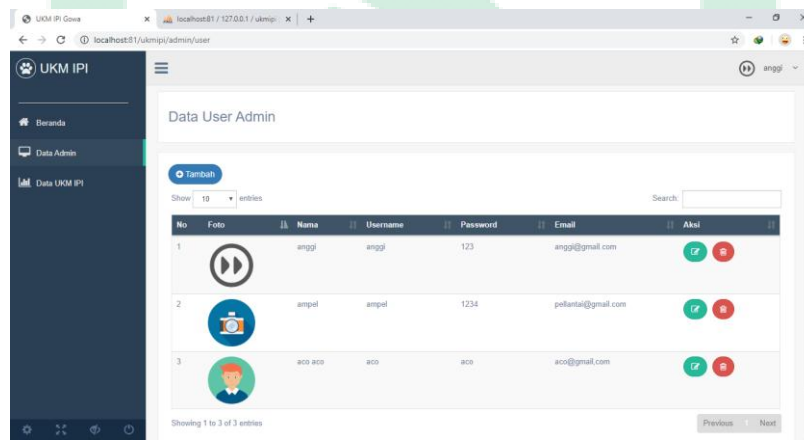 UKM IPI Gowa
localhost:81 / 127.0.0.1 / ukmip
localhost:81/ukmipi/admin/user
UKM IPI
anggi
Beranda
Data User Admin
Data Admin
Data UKM IPI
Tambah
Show 10 entries
Search:
No Foto Nama Username Password Email Aksi
1 anggi anggi 123 anggi@gmail.com
2 ampel ampel 1234 pellantai@gmail.com
3 aco aco aco aco aco@gmail.com
Showing 1 to 3 of 3 entries
Previous 1 Next